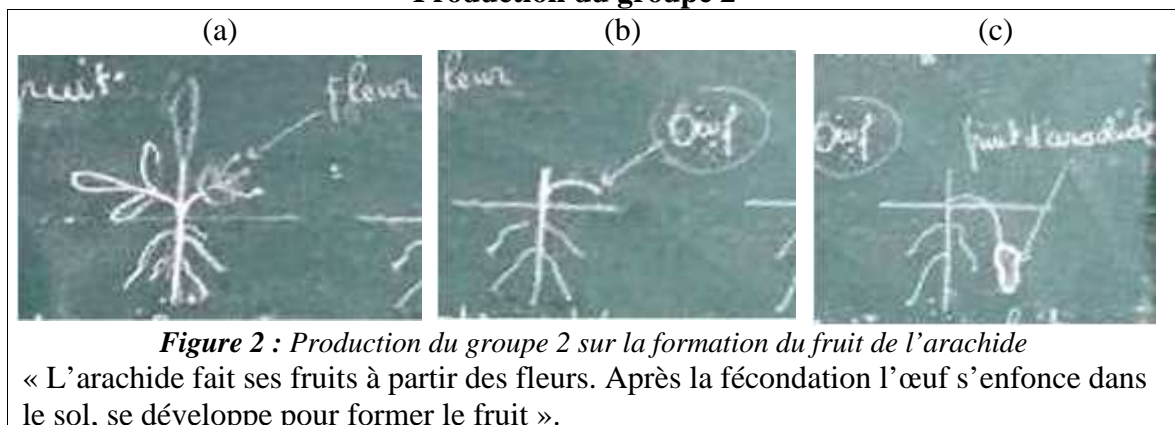 Production du groupe 2
(a) (b) (c)
ruit
fleur
fleur
Œuf
Œuf
fruit d'arachide
Figure 2 : Production du groupe 2 sur la formation du fruit de l'arachide
« L'arachide fait ses fruits à partir des fleurs. Après la fécondation l'œuf s'enfonce dans
le sol, se développe pour former le fruit ».